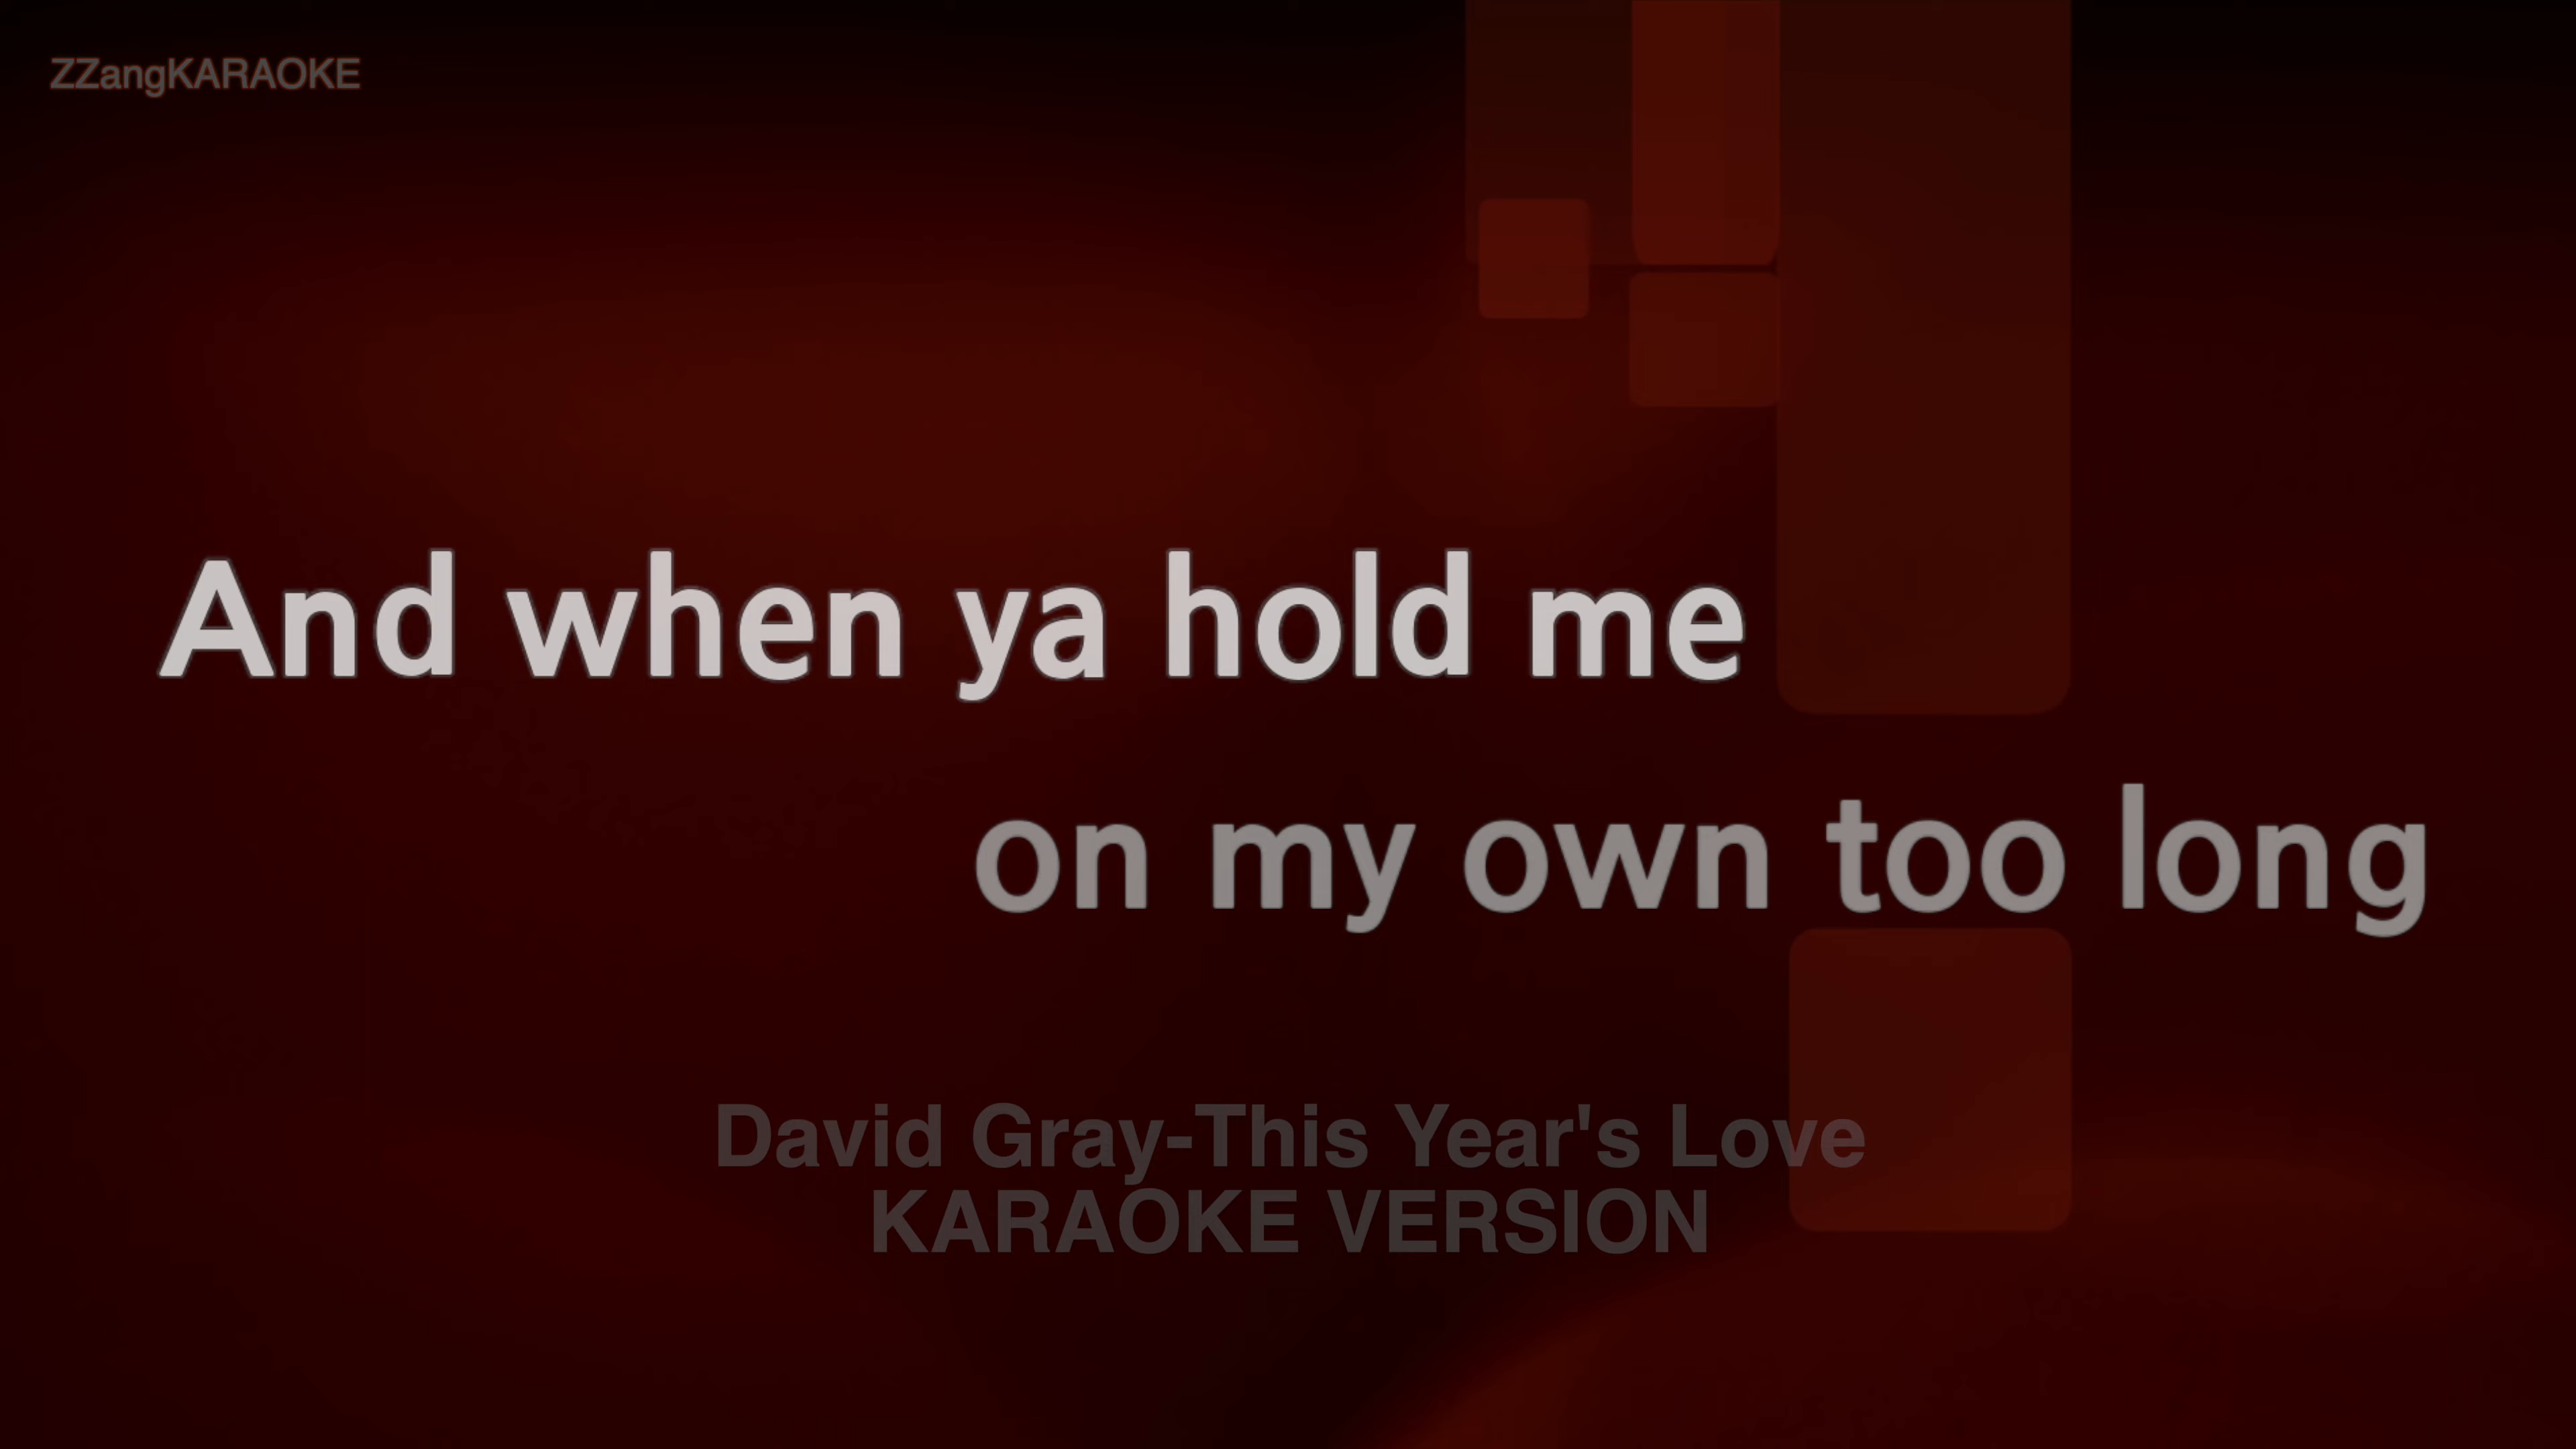 ZZangKARAOKE
And when ya hold me
on my own too long
David Gray-This Year's Love
KARAOKE VERSION